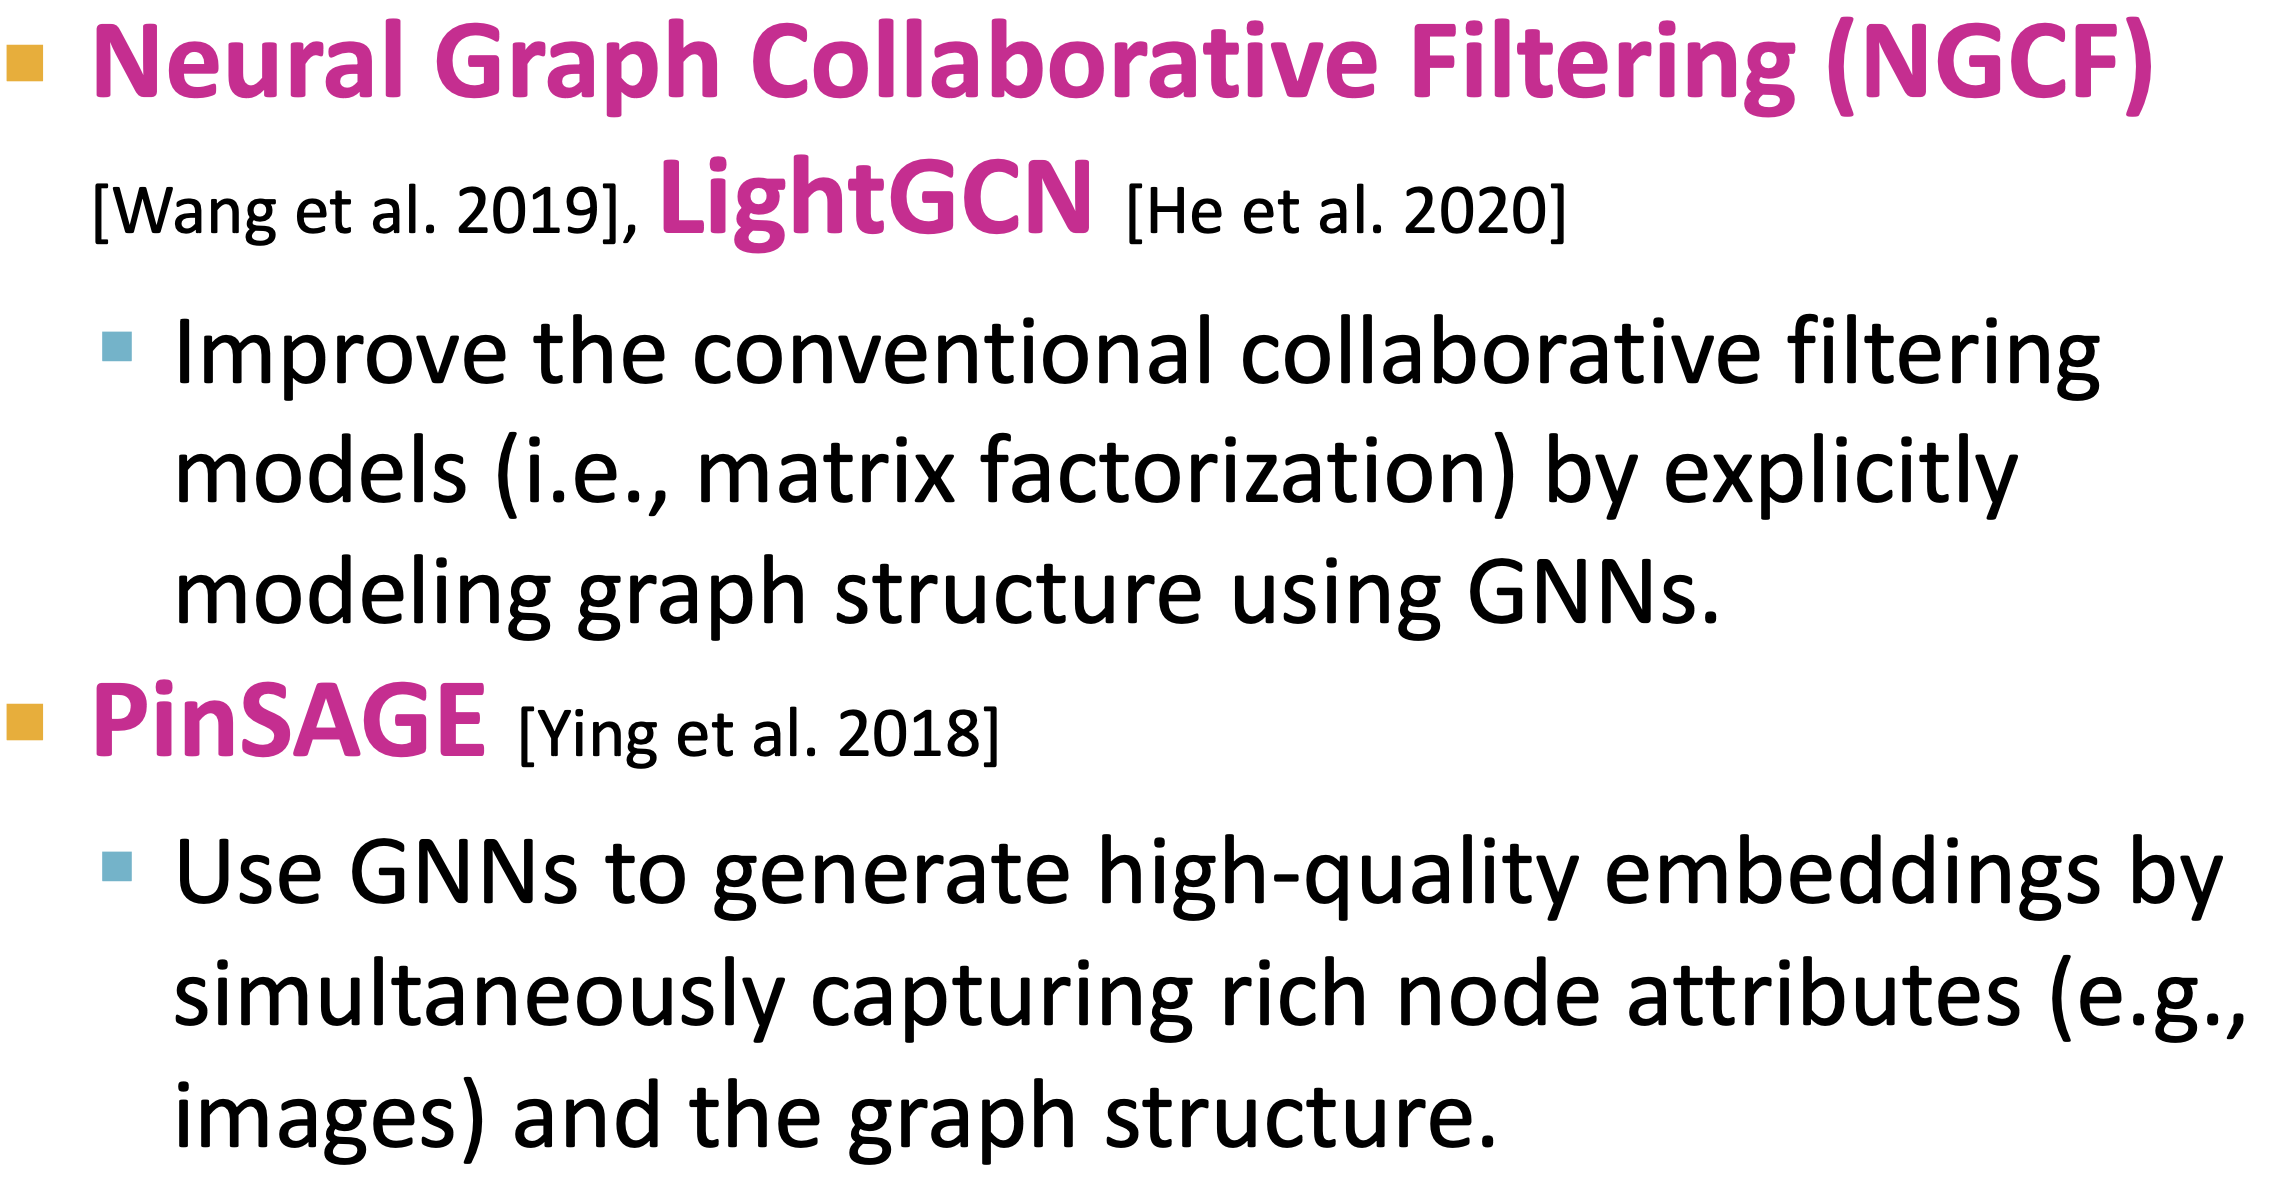 Neural Graph Collaborative Filtering (NGCF)
[Wang et al. 2019], LightGCN [He et al. 2020]
Improve the conventional collaborative filtering
models (i.e., matrix factorization) by explicitly
modeling graph structure using GNNs.
PinSAGE [Ying et al. 2018]
Use GNNs to generate high-quality embeddings by
simultaneously capturing rich node attributes (e.g.,
images) and the graph structure.